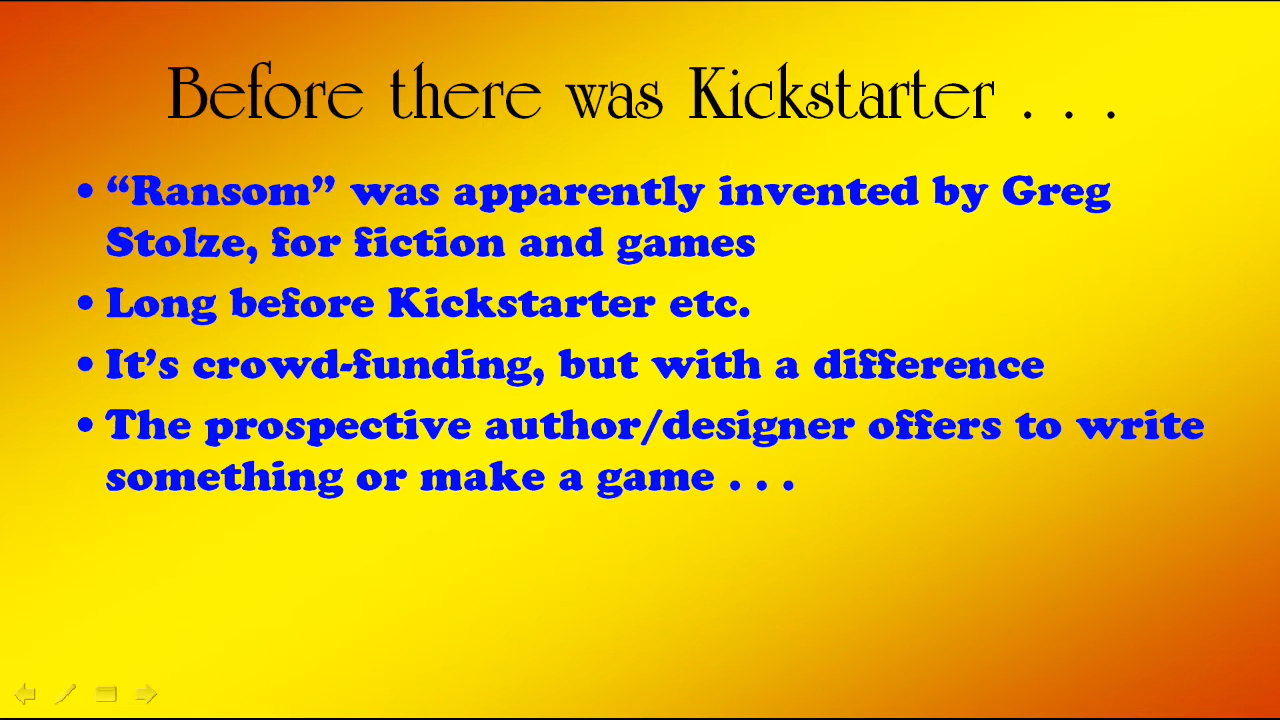 Before there was Kickstarter . . .
• “Ransom” was apparently invented by Greg
Stolze, for fiction and games
• Long before Kickstarter etc.
• It’s crowd-funding, but with a difference
• The prospective author/designer offers to write
something or make a game . . .